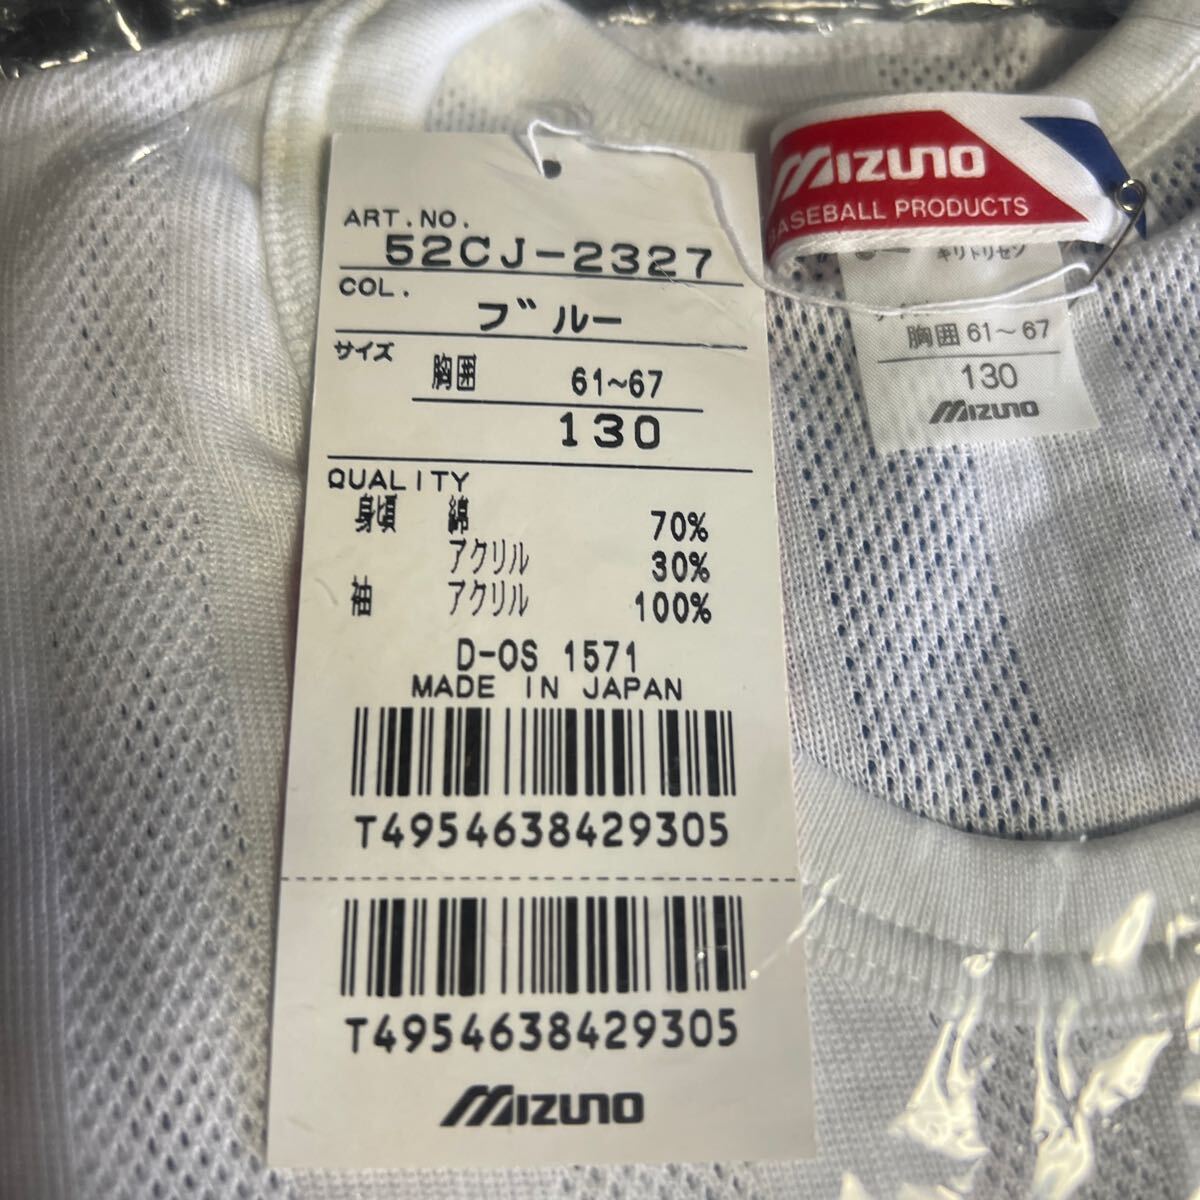 ART.NO.
52CJ-2327
COL.
ブルー
サイズ
胸囲 61~67
130
QUALITY
身頃 綿 70%
アクリル 30%
袖 アクリル 100%
D-OS 1571
MADE IN JAPAN
T4954638429305
T4954638429305
MIZUNO
MIZUNO
BASEBALL PRODUCTS
キリトリセン
胸囲 61～67
130
MIZUNO